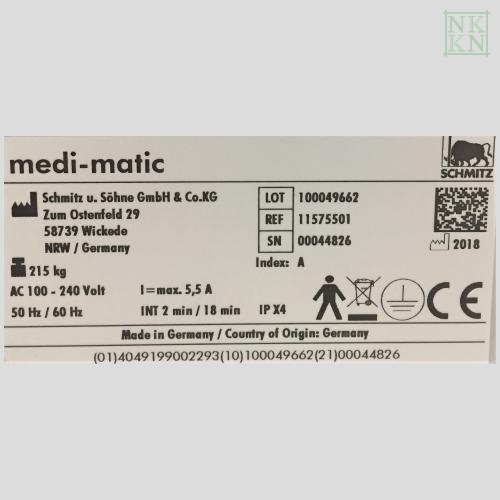 NK
KN
medi-matic
SCHMITZ
Schmitz u. Söhne GmbH & Co.KG
Zum Ostenfeld 29
58739 Wickede
NRW / Germany
LOT 100049662
REF 11575501
SN 00044826
Index: A
2018
215 kg
AC 100 - 240 Volt I=max. 5,5 A
50 Hz / 60 Hz INT 2 min / 18 min IP X4
CE
Made in Germany / Country of Origin: Germany
(01)4049199002293(10)100049662(21)00044826